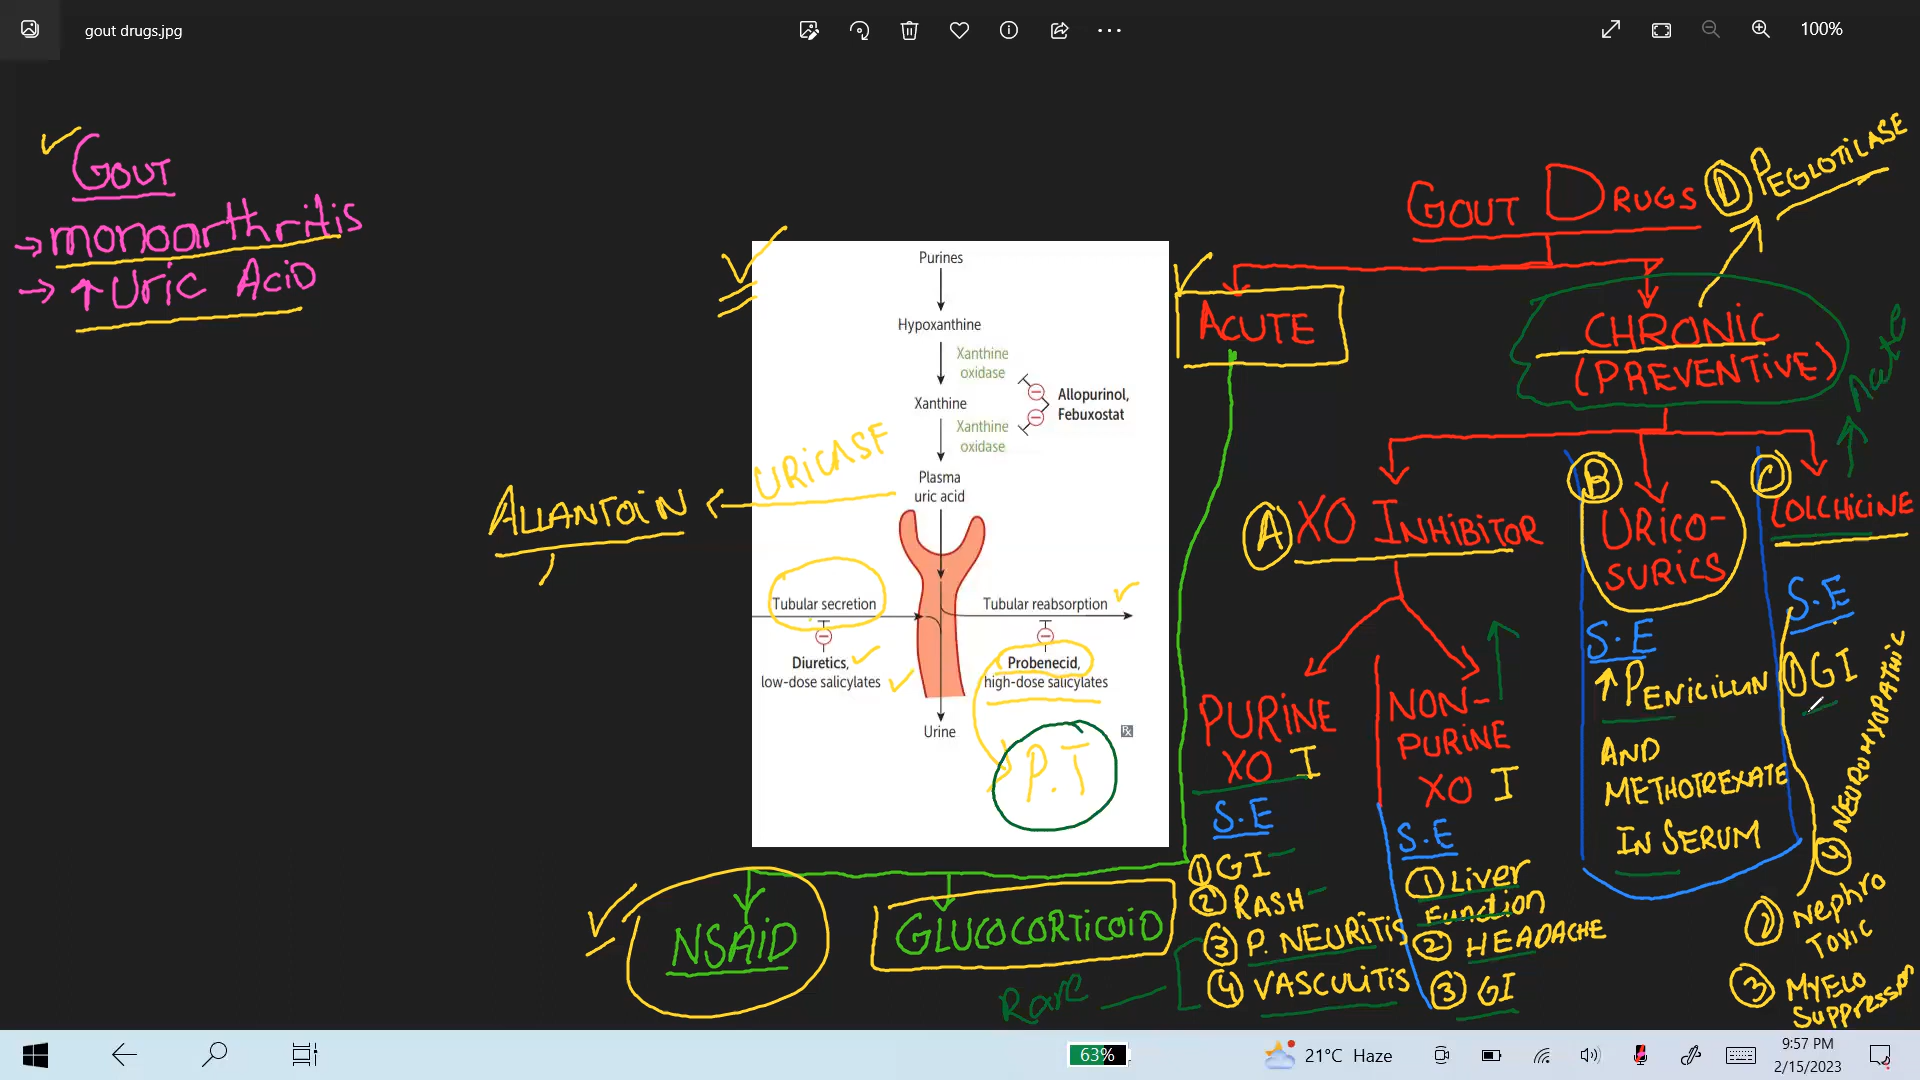 gout drugs.jpg
100%
GOUT
→ monoarthritis
→ ↑ Uric Acid
Purines
Hypoxanthine
Xanthine
oxidase
Xanthine
Allopurinol,
Febuxostat
Xanthine
oxidase
Plasma
uric acid
URICASE
ALLANTOIN
Tubular secretion
Tubular reabsorption
Diuretics,
low-dose salicylates
Probenecid,
high-dose salicylates
Urine
Rx
P.T
GOUT DRUGS
D PEGLOTILASE
ACUTE
CHRONIC
(PREVENTIVE)
Acute
A XO INHIBITOR
B URICO-
SURICS
C COLCHICINE
PURINE
XO I
S.E
① GI
② RASH
③ P. NEURITIS
④ VASCULITIS
Rare
NON-
PURINE
XO I
S.E
① Liver
Function
② HEADACHE
③ GI
S.E
↑ PENICILLIN
AND
METHOTREXATE
IN SERUM
S.E
① GI
② Nephro
Toxic
③ MYELO
SUPPRESSION
④ NEUROMYOPATHIC
NSAID
GLUCOCORTICOID
63%
21°C Haze
9:57 PM
2/15/2023